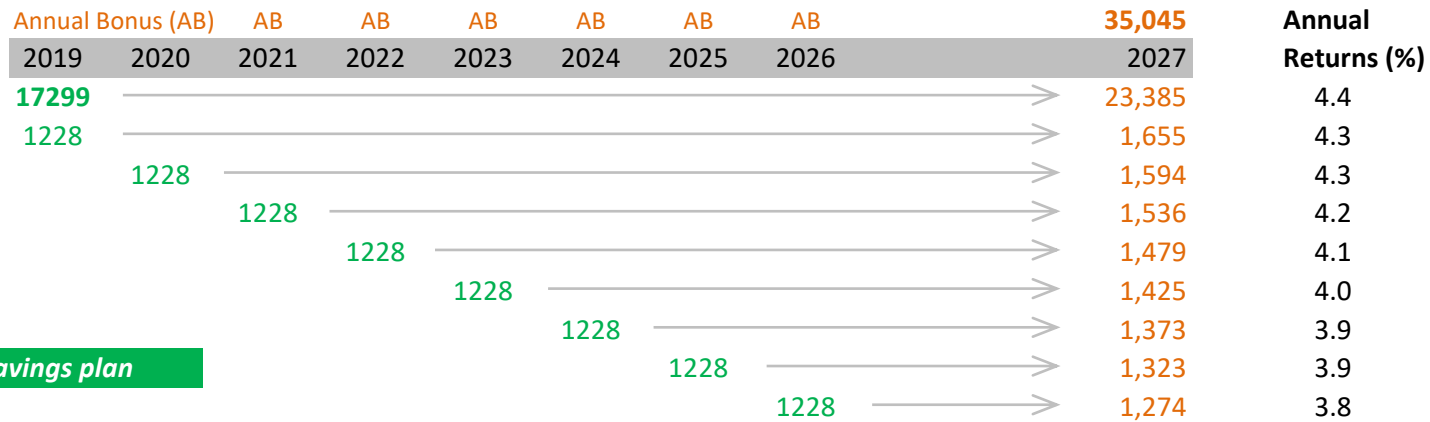 Annual Bonus (AB) AB AB AB AB AB AB 35,045 Annual
2019 2020 2021 2022 2023 2024 2025 2026 2027 Returns (%)
17299 23,385 4.4
1228 1,655 4.3
1228 1,594 4.3
1228 1,536 4.2
1228 1,479 4.1
1228 1,425 4.0
1228 1,373 3.9
avings plan 1228 1,323 3.9
1228 1,274 3.8